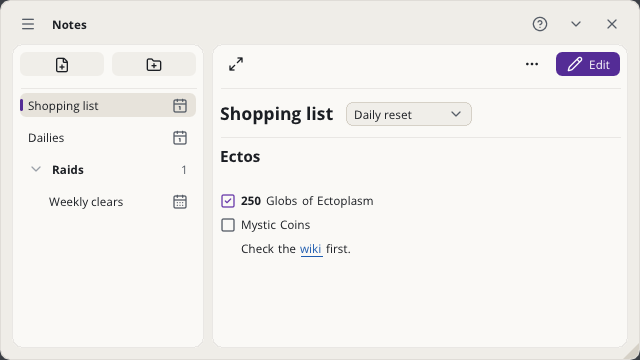 Notes
Edit
Shopping list
Dailies
Raids 1
Weekly clears
Shopping list Daily reset
Ectos
250 Globs of Ectoplasm
Mystic Coins
Check the wiki first.